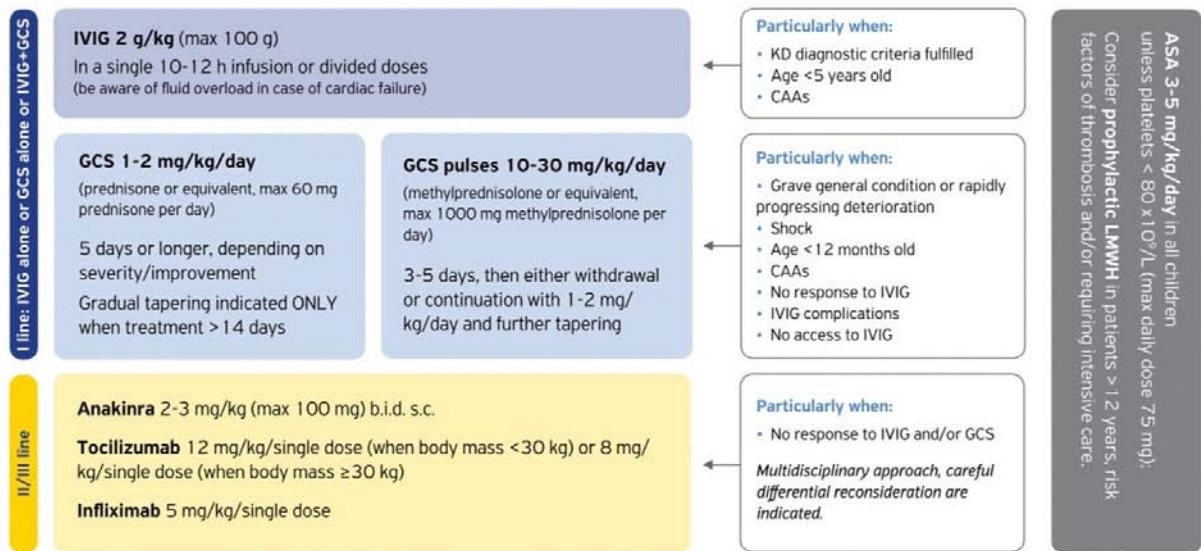 I line: IVIG alone or GCS alone or IVIG+GCS
IVIG 2 g/kg (max 100 g)
In a single 10-12 h infusion or divided doses
(be aware of fluid overload in case of cardiac failure)
Particularly when:
• KD diagnostic criteria fulfilled
• Age <5 years old
• CAAs
GCS 1-2 mg/kg/day
(prednisone or equivalent, max 60 mg
prednisone per day)
5 days or longer, depending on
severity/improvement
Gradual tapering indicated ONLY
when treatment >14 days
GCS pulses 10-30 mg/kg/day
(methylprednisolone or equivalent,
max 1000 mg methylprednisolone per
day)
3-5 days, then either withdrawal
or continuation with 1-2 mg/
kg/day and further tapering
Particularly when:
• Grave general condition or rapidly
progressing deterioration
• Shock
• Age <12 months old
• CAAs
• No response to IVIG
• IVIG complications
• No access to IVIG
II/III line
Anakinra 2-3 mg/kg (max 100 mg) b.i.d. s.c.
Tocilizumab 12 mg/kg/single dose (when body mass <30 kg) or 8 mg/
kg/single dose (when body mass ≥30 kg)
Infliximab 5 mg/kg/single dose
Particularly when:
• No response to IVIG and/or GCS
Multidisciplinary approach, careful
differential reconsideration are
indicated.
ASA 3-5 mg/kg/day in all children
unless platelets < 80 x 10⁹/L (max daily dose 75 mg);
Consider prophylactic LMWH in patients >12 years, risk
factors of thrombosis and/or requiring intensive care.